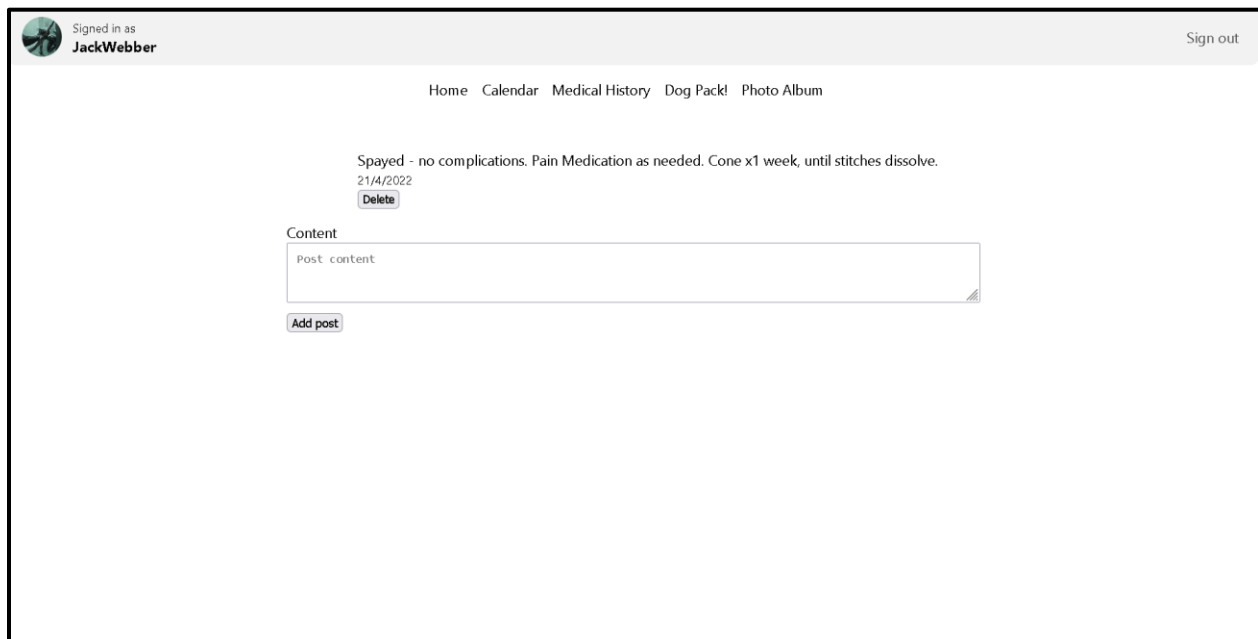 Signed in as
JackWebber
Sign out
Home Calendar Medical History Dog Pack! Photo Album
Spayed - no complications. Pain Medication as needed. Cone x1 week, until stitches dissolve.
21/4/2022
Delete
Content
Post content
Add post